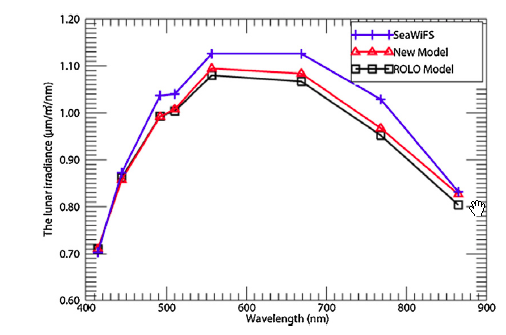 1.20
1.10
1.00
0.90
0.80
0.70
0.60
The lunar irradiance (μm/㎡/nm)
SeaWiFS
New Model
ROLO Model
400 500 600 700 800 900
Wavelength (nm)